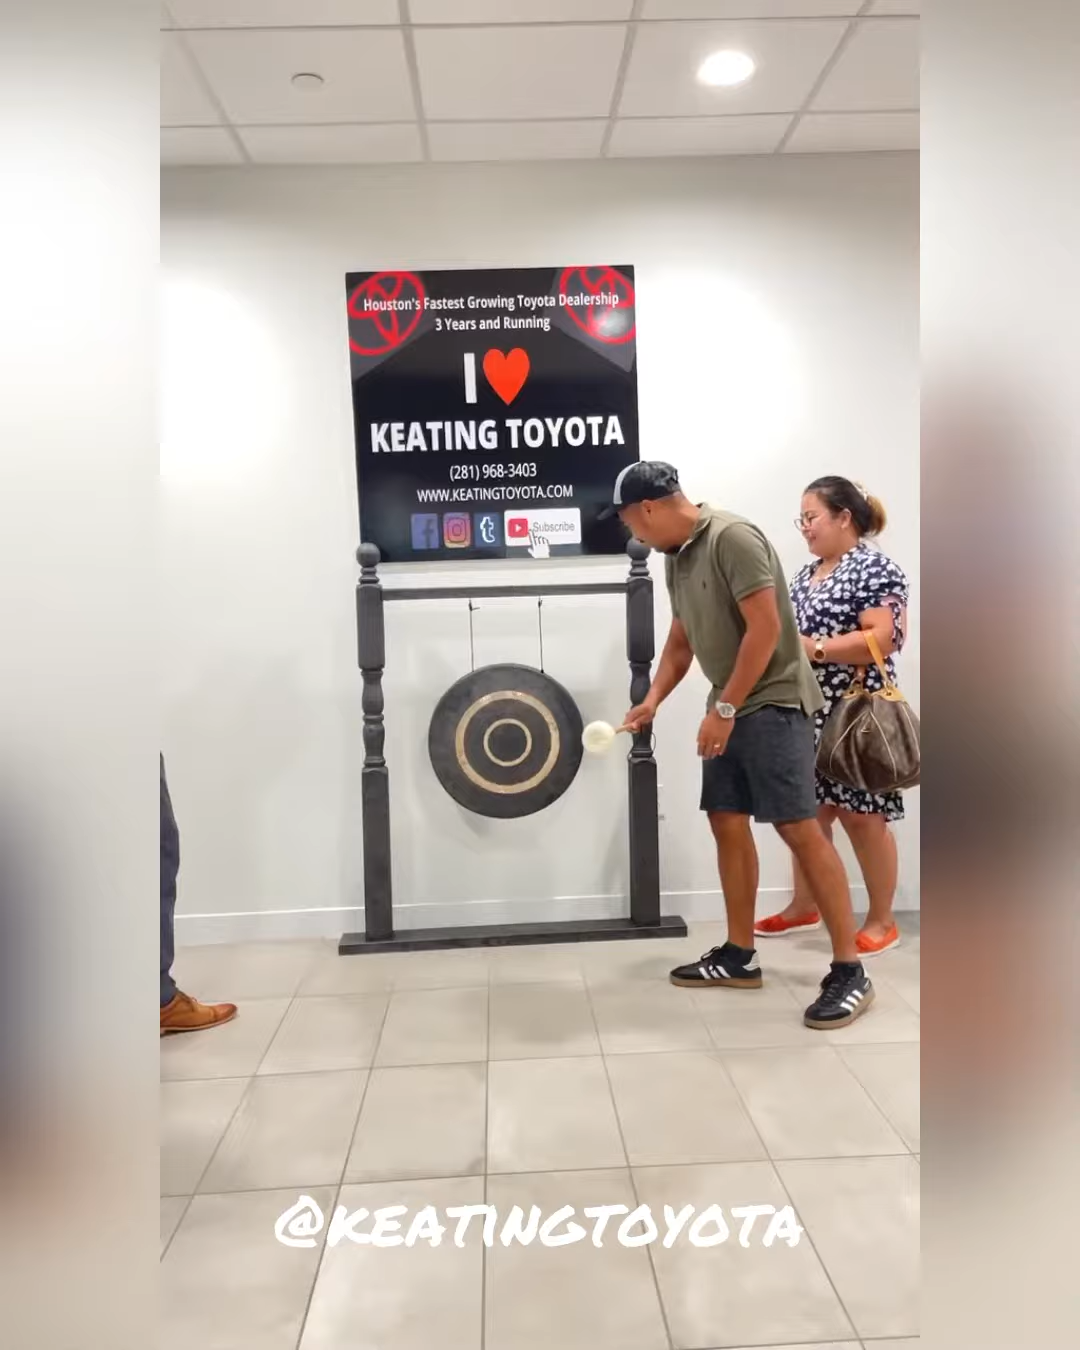 Houston's Fastest Growing Toyota Dealership
3 Years and Running
I
KEATING TOYOTA
(281) 968-3403
WWW.KEATINGTOYOTA.COM
Subscribe
@KEATINGTOYOTA